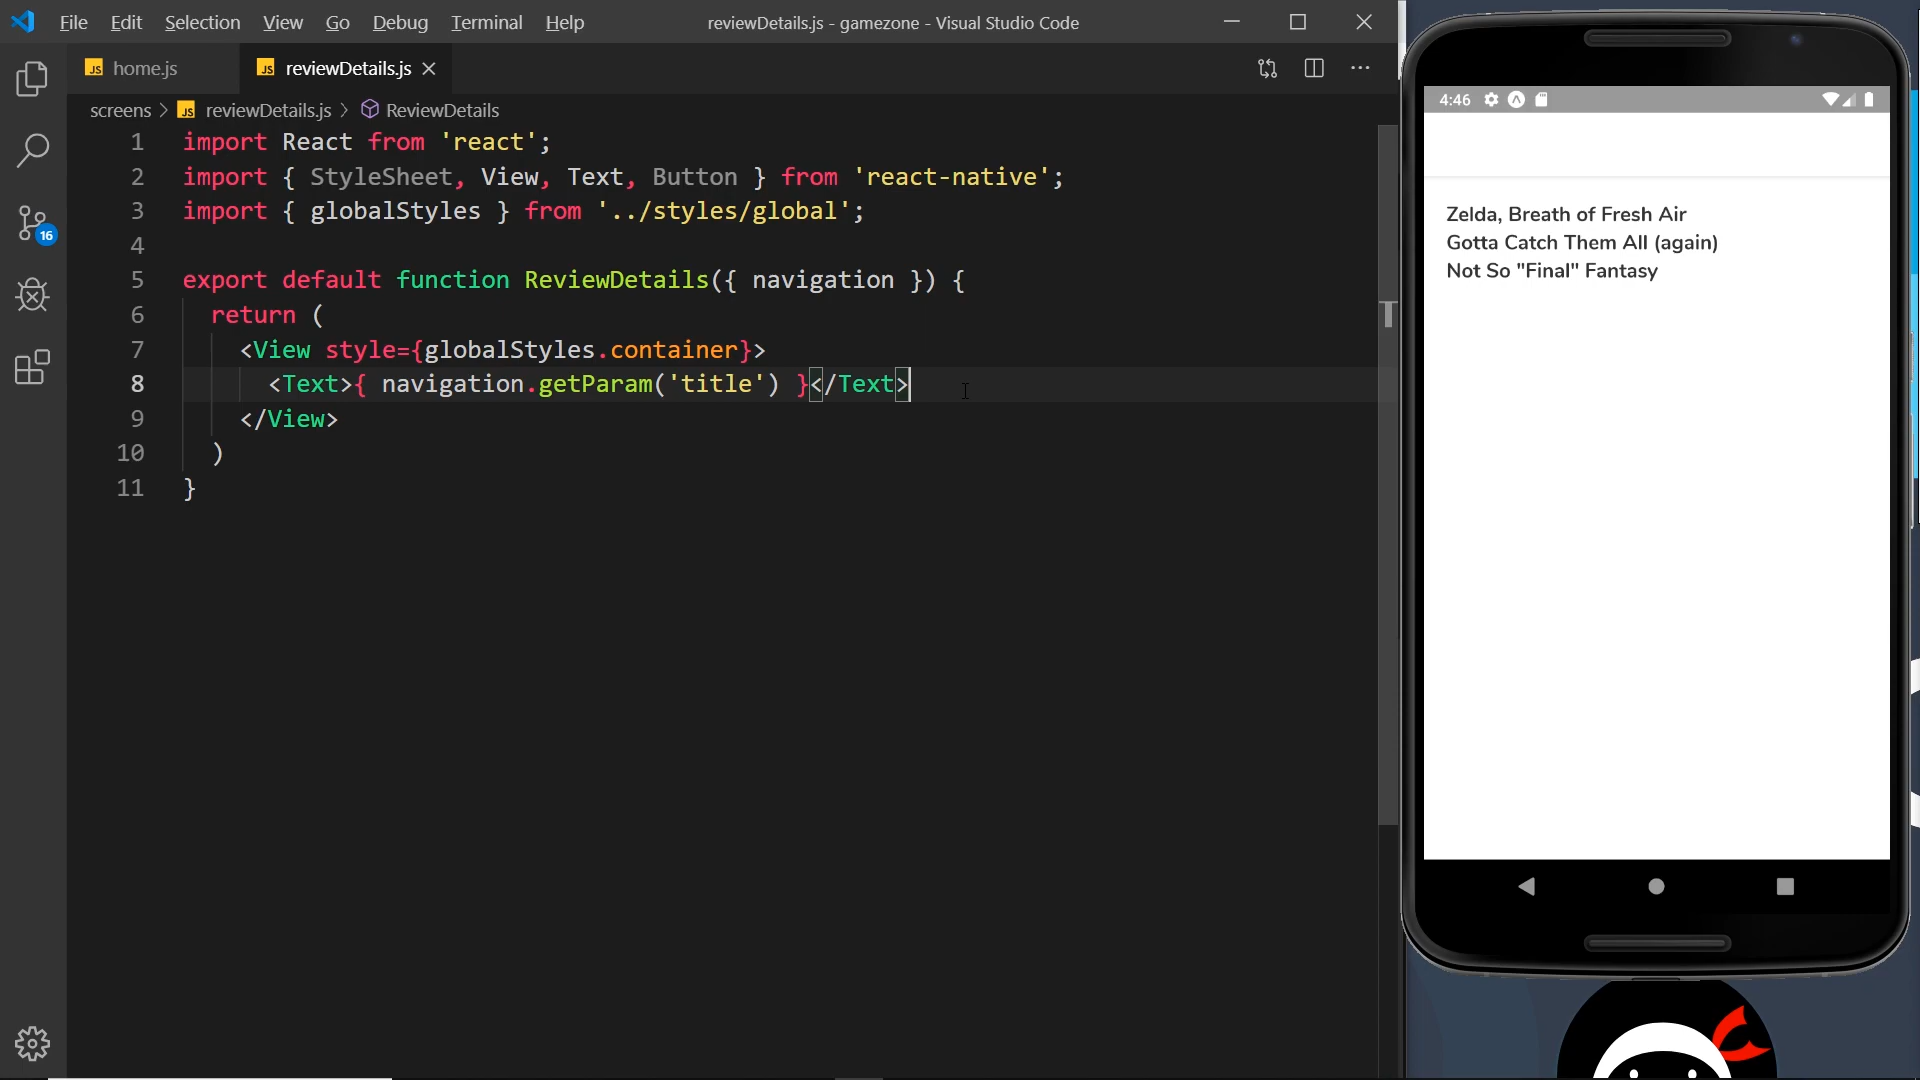 File Edit Selection View Go Debug Terminal Help
reviewDetails.js - gamezone - Visual Studio Code
JS home.js
JS reviewDetails.js
screens > JS reviewDetails.js > ReviewDetails
1 import React from 'react';
2 import { StyleSheet, View, Text, Button } from 'react-native';
3 import { globalStyles } from '../styles/global';
4
5 export default function ReviewDetails({ navigation }) {
6 return (
7 <View style={globalStyles.container}>
8 <Text>{ navigation.getParam('title') }</Text>
9 </View>
10 )
11 }
16
4:46
Zelda, Breath of Fresh Air
Gotta Catch Them All (again)
Not So "Final" Fantasy